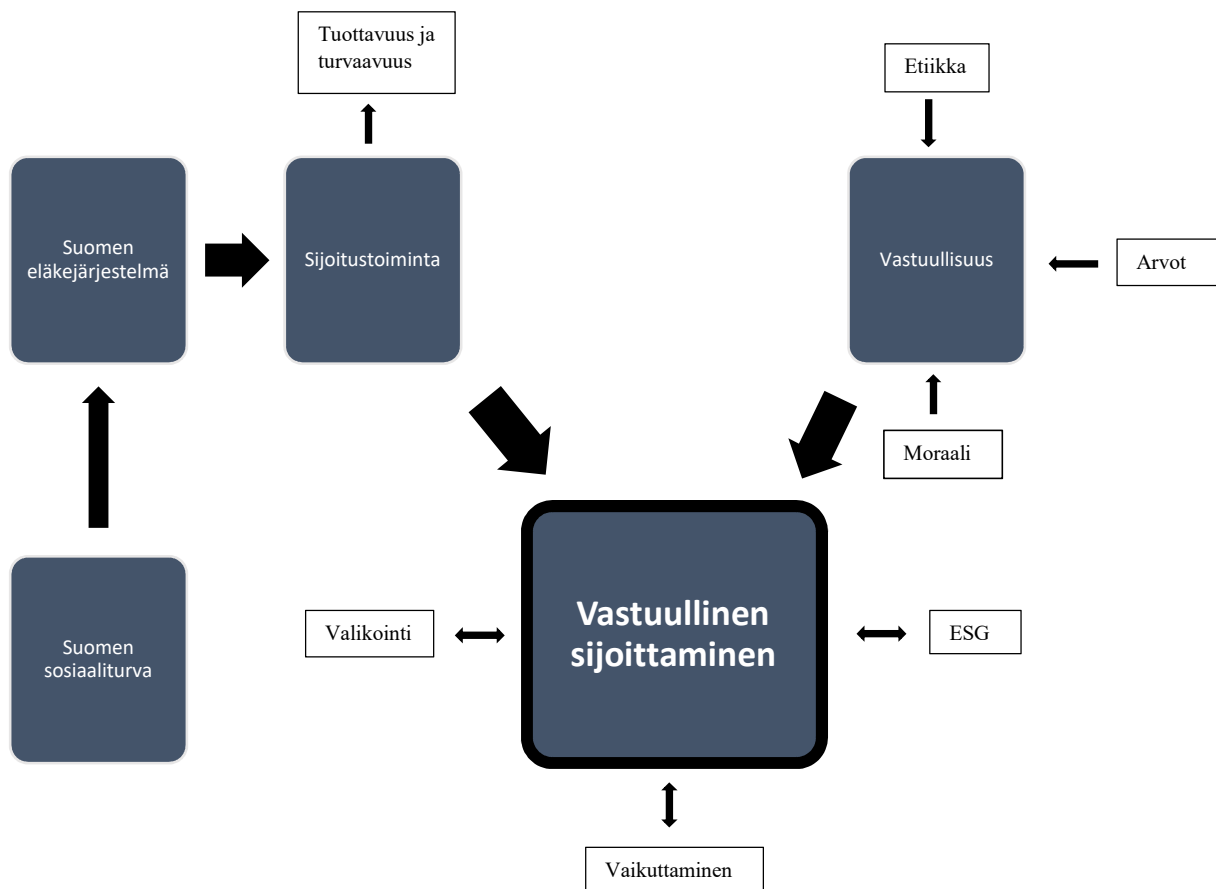 Tuottavuus ja
turvaavuus
Etiikka
Suomen
eläkejärjestelmä
Sijoitustoiminta
Vastuullisuus
Arvot
Moraali
Suomen
sosiaaliturva
Valikointi
Vastuullinen
sijoittaminen
ESG
Vaikuttaminen